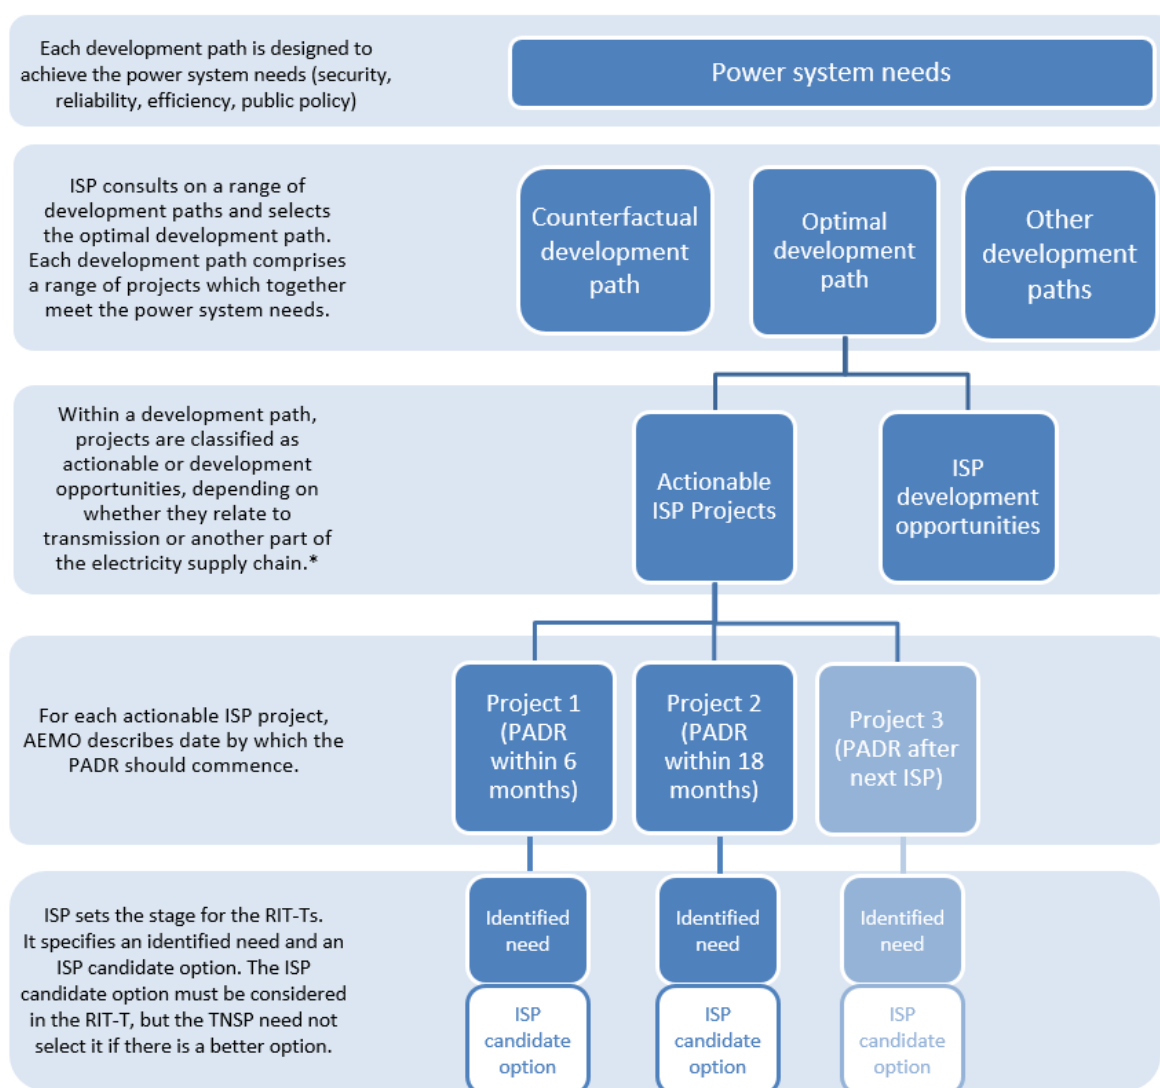 Each development path is designed to
achieve the power system needs (security,
reliability, efficiency, public policy)
Power system needs
ISP consults on a range of
development paths and selects
the optimal development path.
Each development path comprises
a range of projects which together
meet the power system needs.
Counterfactual
development
path
Optimal
development
path
Other
development
paths
Within a development path,
projects are classified as
actionable or development
opportunities, depending on
whether they relate to
transmission or another part of
the electricity supply chain.*
Actionable
ISP Projects
ISP
development
opportunities
For each actionable ISP project,
AEMO describes date by which the
PADR should commence.
Project 1
(PADR
within 6
months)
Project 2
(PADR
within 18
months)
Project 3
(PADR after
next ISP)
ISP sets the stage for the RIT-Ts.
It specifies an identified need and an
ISP candidate option. The ISP
candidate option must be considered
in the RIT-T, but the TNSP need not
select it if there is a better option.
Identified
need
ISP
candidate
option
Identified
need
ISP
candidate
option
Identified
need
ISP
candidate
option